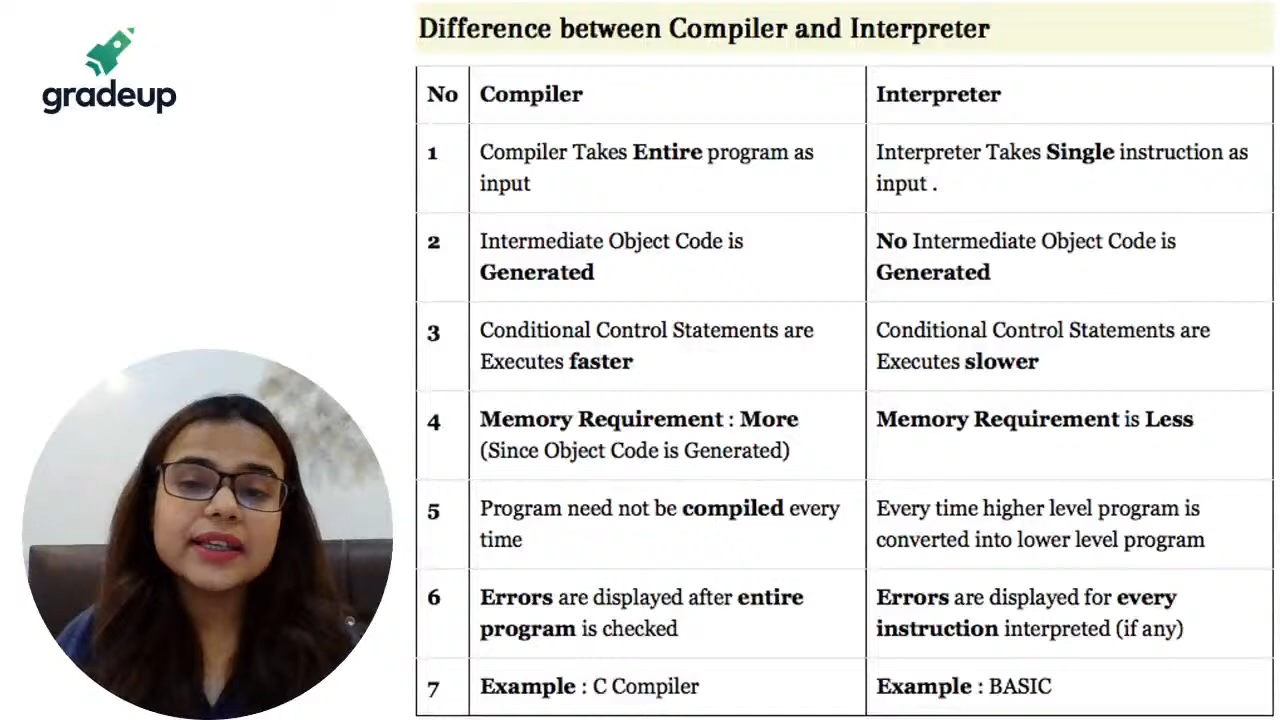 gradeup
Difference between Compiler and Interpreter
No Compiler Interpreter
1 Compiler Takes Entire program as Interpreter Takes Single instruction as
input input .
2 Intermediate Object Code is No Intermediate Object Code is
Generated Generated
3 Conditional Control Statements are Conditional Control Statements are
Executes faster Executes slower
4 Memory Requirement : More Memory Requirement is Less
(Since Object Code is Generated)
5 Program need not be compiled every Every time higher level program is
time converted into lower level program
6 Errors are displayed after entire Errors are displayed for every
program is checked instruction interpreted (if any)
7 Example : C Compiler Example : BASIC